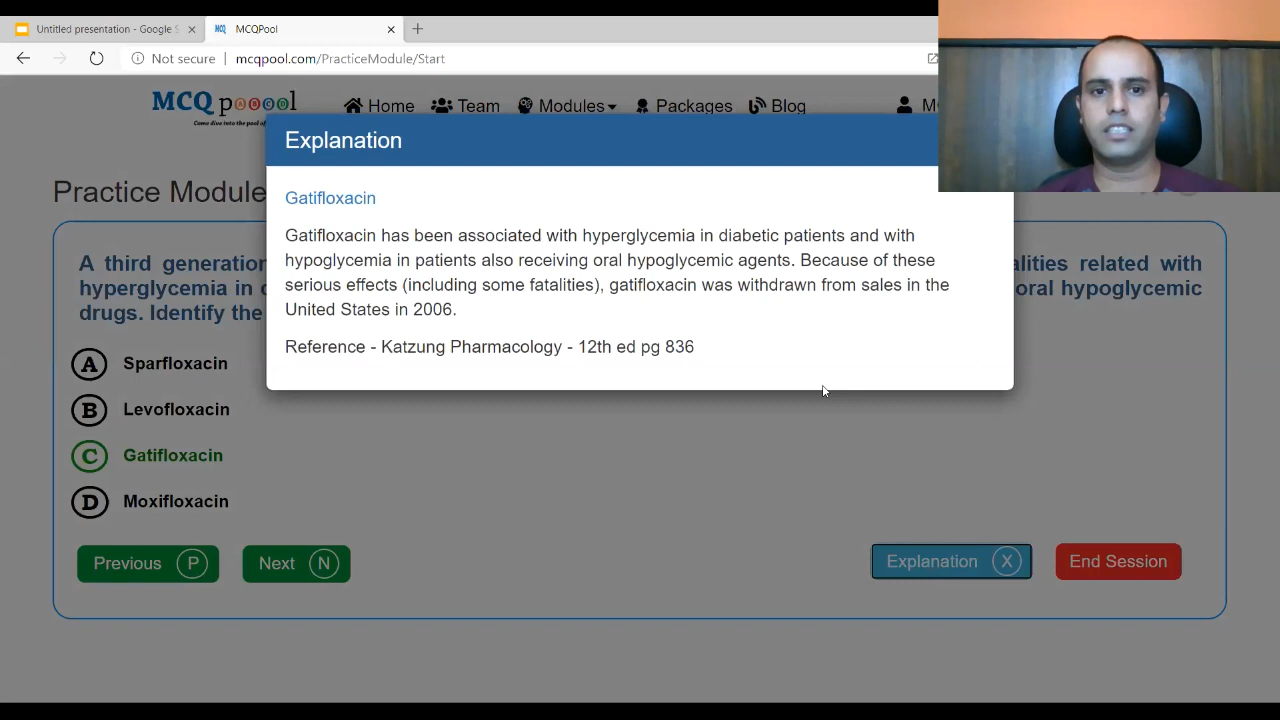 Untitled presentation - Google S
MCQ MCQPool
Not secure | mcqpool.com/PracticeModule/Start
MCQ pooool
Home Team Modules Packages Blog
Explanation
Practice Module
Gatifloxacin
Gatifloxacin has been associated with hyperglycemia in diabetic patients and with
hypoglycemia in patients also receiving oral hypoglycemic agents. Because of these
serious effects (including some fatalities), gatifloxacin was withdrawn from sales in the
United States in 2006.
Reference - Katzung Pharmacology - 12th ed pg 836
A third generation alities related with
hyperglycemia in oral hypoglycemic
drugs. Identify the
A Sparfloxacin
B Levofloxacin
C Gatifloxacin
D Moxifloxacin
Previous P Next N Explanation X End Session